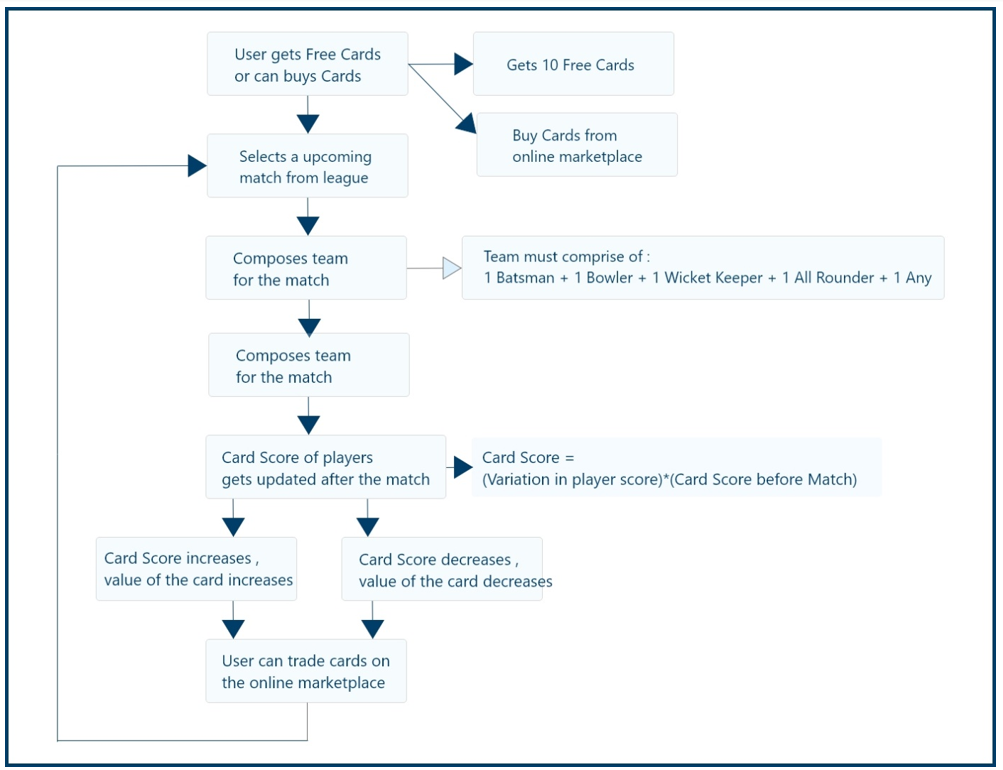 User gets Free Cards
or can buys Cards
Gets 10 Free Cards
Buy Cards from
online marketplace
Selects a upcoming
match from league
Composes team
for the match
Team must comprise of :
1 Batsman + 1 Bowler + 1 Wicket Keeper + 1 All Rounder + 1 Any
Composes team
for the match
Card Score of players
gets updated after the match
Card Score =
(Variation in player score)*(Card Score before Match)
Card Score increases ,
value of the card increases
Card Score decreases ,
value of the card decreases
User can trade cards on
the online marketplace